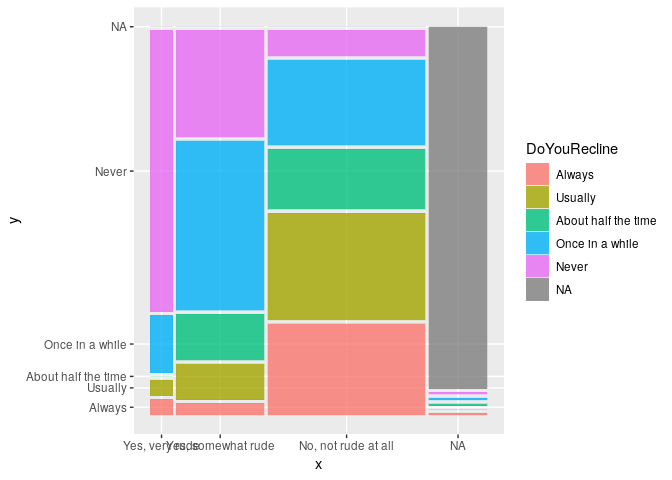 NA
Never
Once in a while
About half the time
Usually
Always
y
Yes, very rude
Yes, somewhat rude
No, not rude at all
NA
x
DoYouRecline
Always
Usually
About half the time
Once in a while
Never
NA